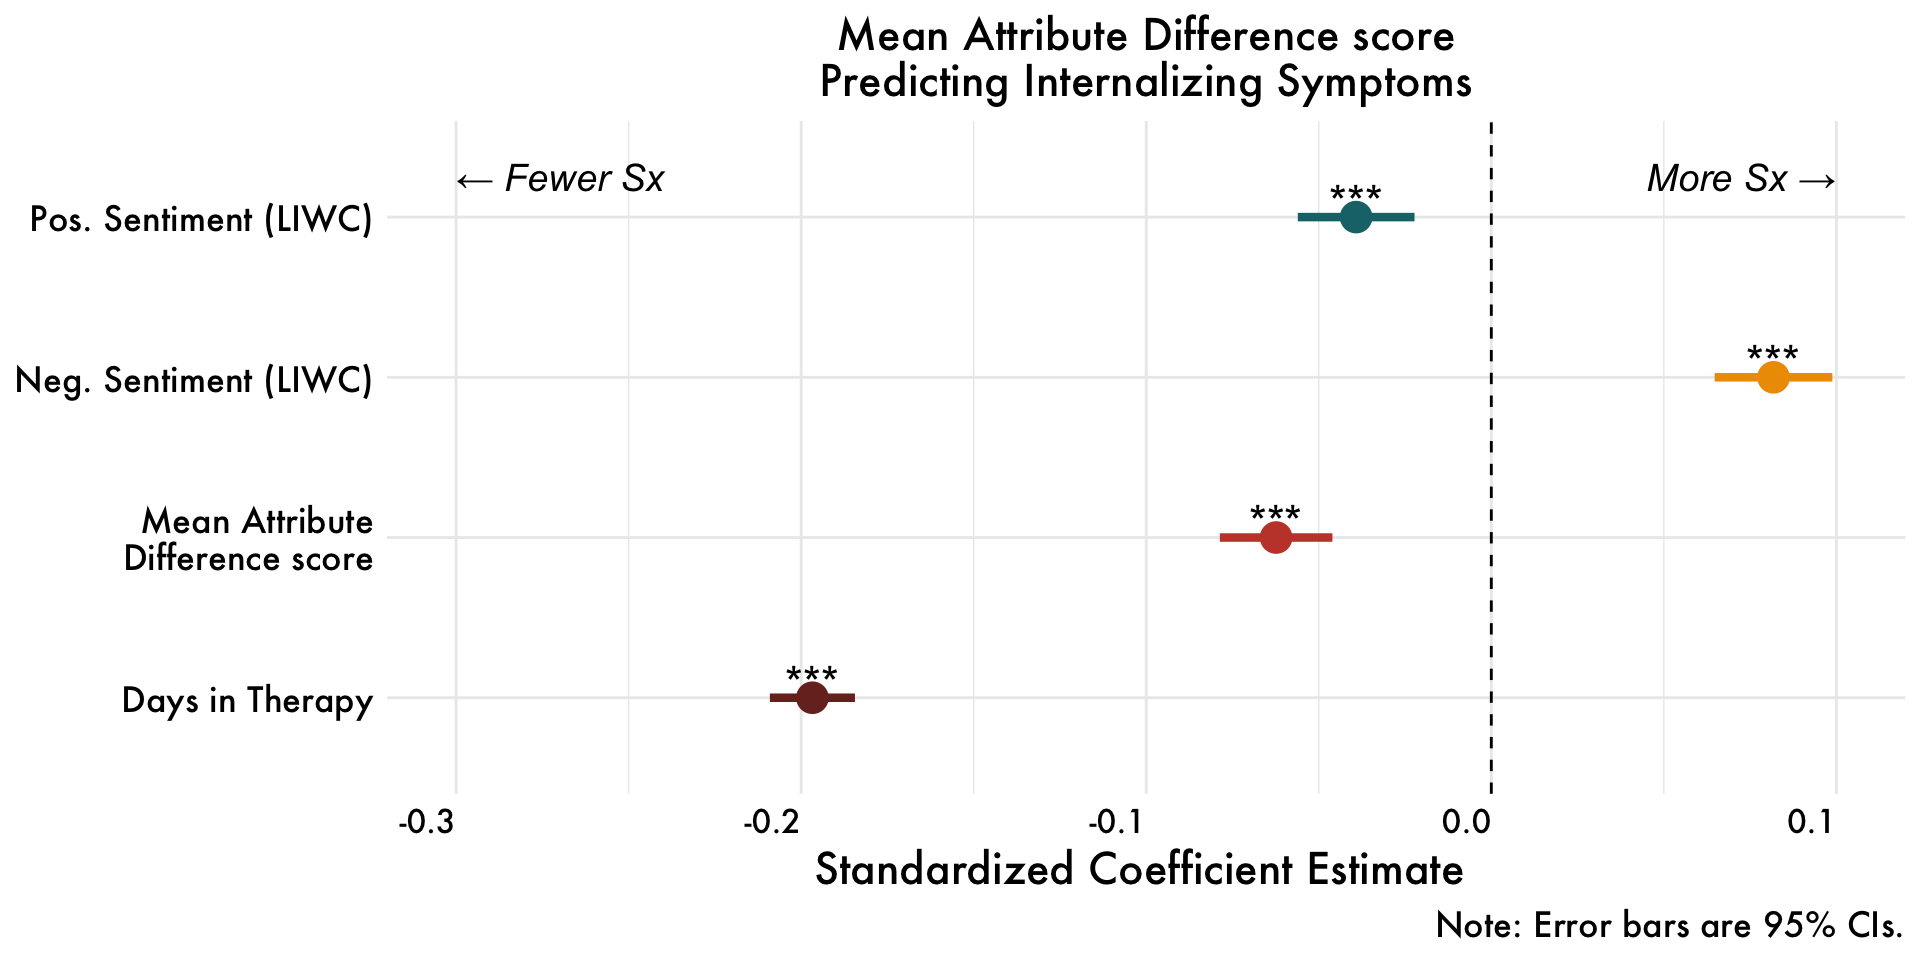 Mean Attribute Difference score
Predicting Internalizing Symptoms
← Fewer Sx
More Sx →
***
Pos. Sentiment (LIWC)
***
Neg. Sentiment (LIWC)
***
Mean Attribute
Difference score
***
Days in Therapy
-0.3 -0.2 -0.1 0.0 0.1
Standardized Coefficient Estimate
Note: Error bars are 95% CIs.